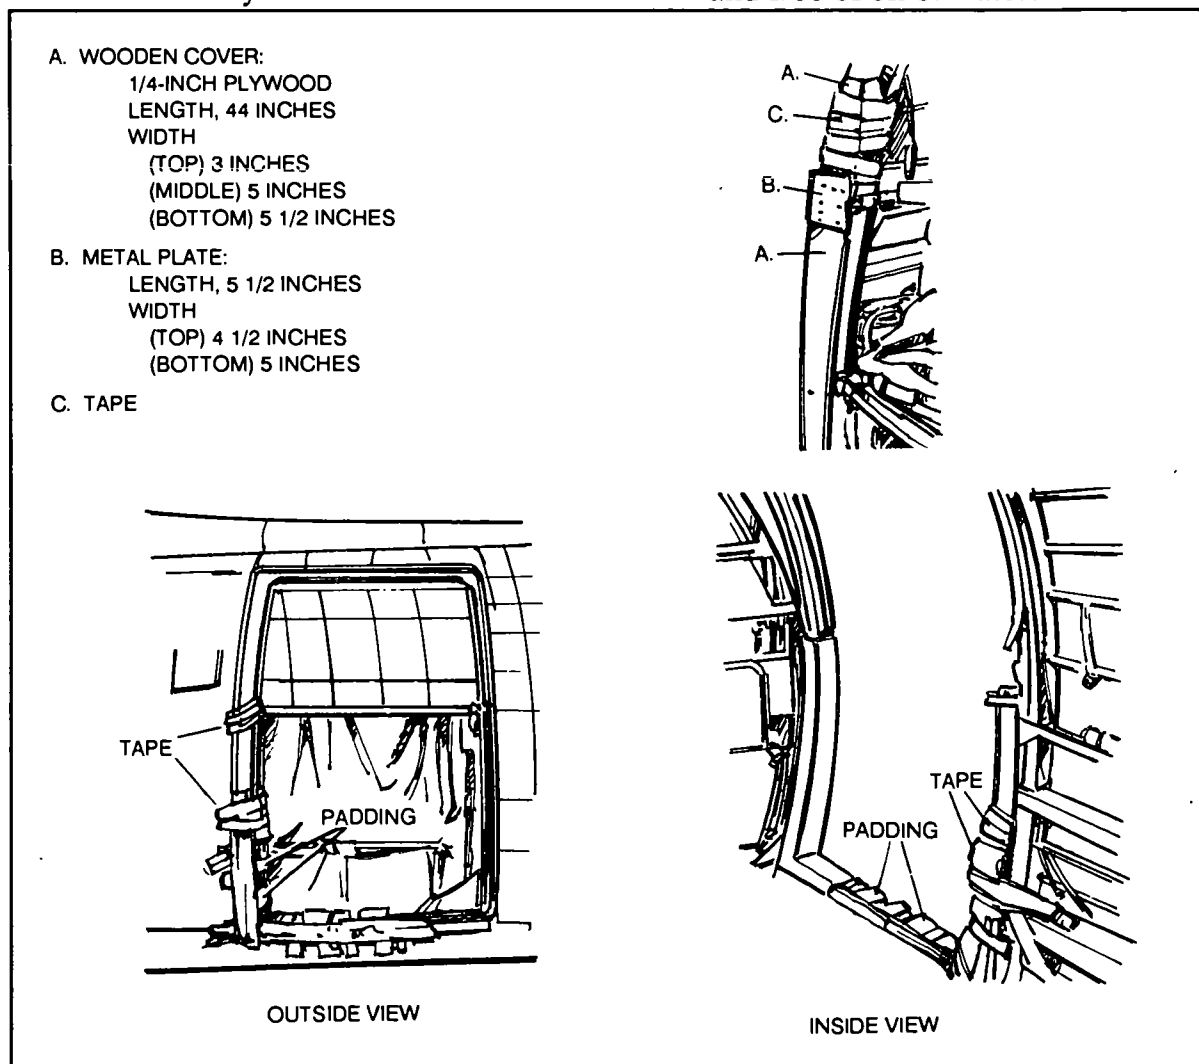 A. WOODEN COVER:
1/4-INCH PLYWOOD
LENGTH, 44 INCHES
WIDTH
(TOP) 3 INCHES
(MIDDLE) 5 INCHES
(BOTTOM) 5 1/2 INCHES
B. METAL PLATE:
LENGTH, 5 1/2 INCHES
WIDTH
(TOP) 4 1/2 INCHES
(BOTTOM) 5 INCHES
C. TAPE
A.
C.
B.
A.
TAPE
PADDING
OUTSIDE VIEW
TAPE
PADDING
INSIDE VIEW